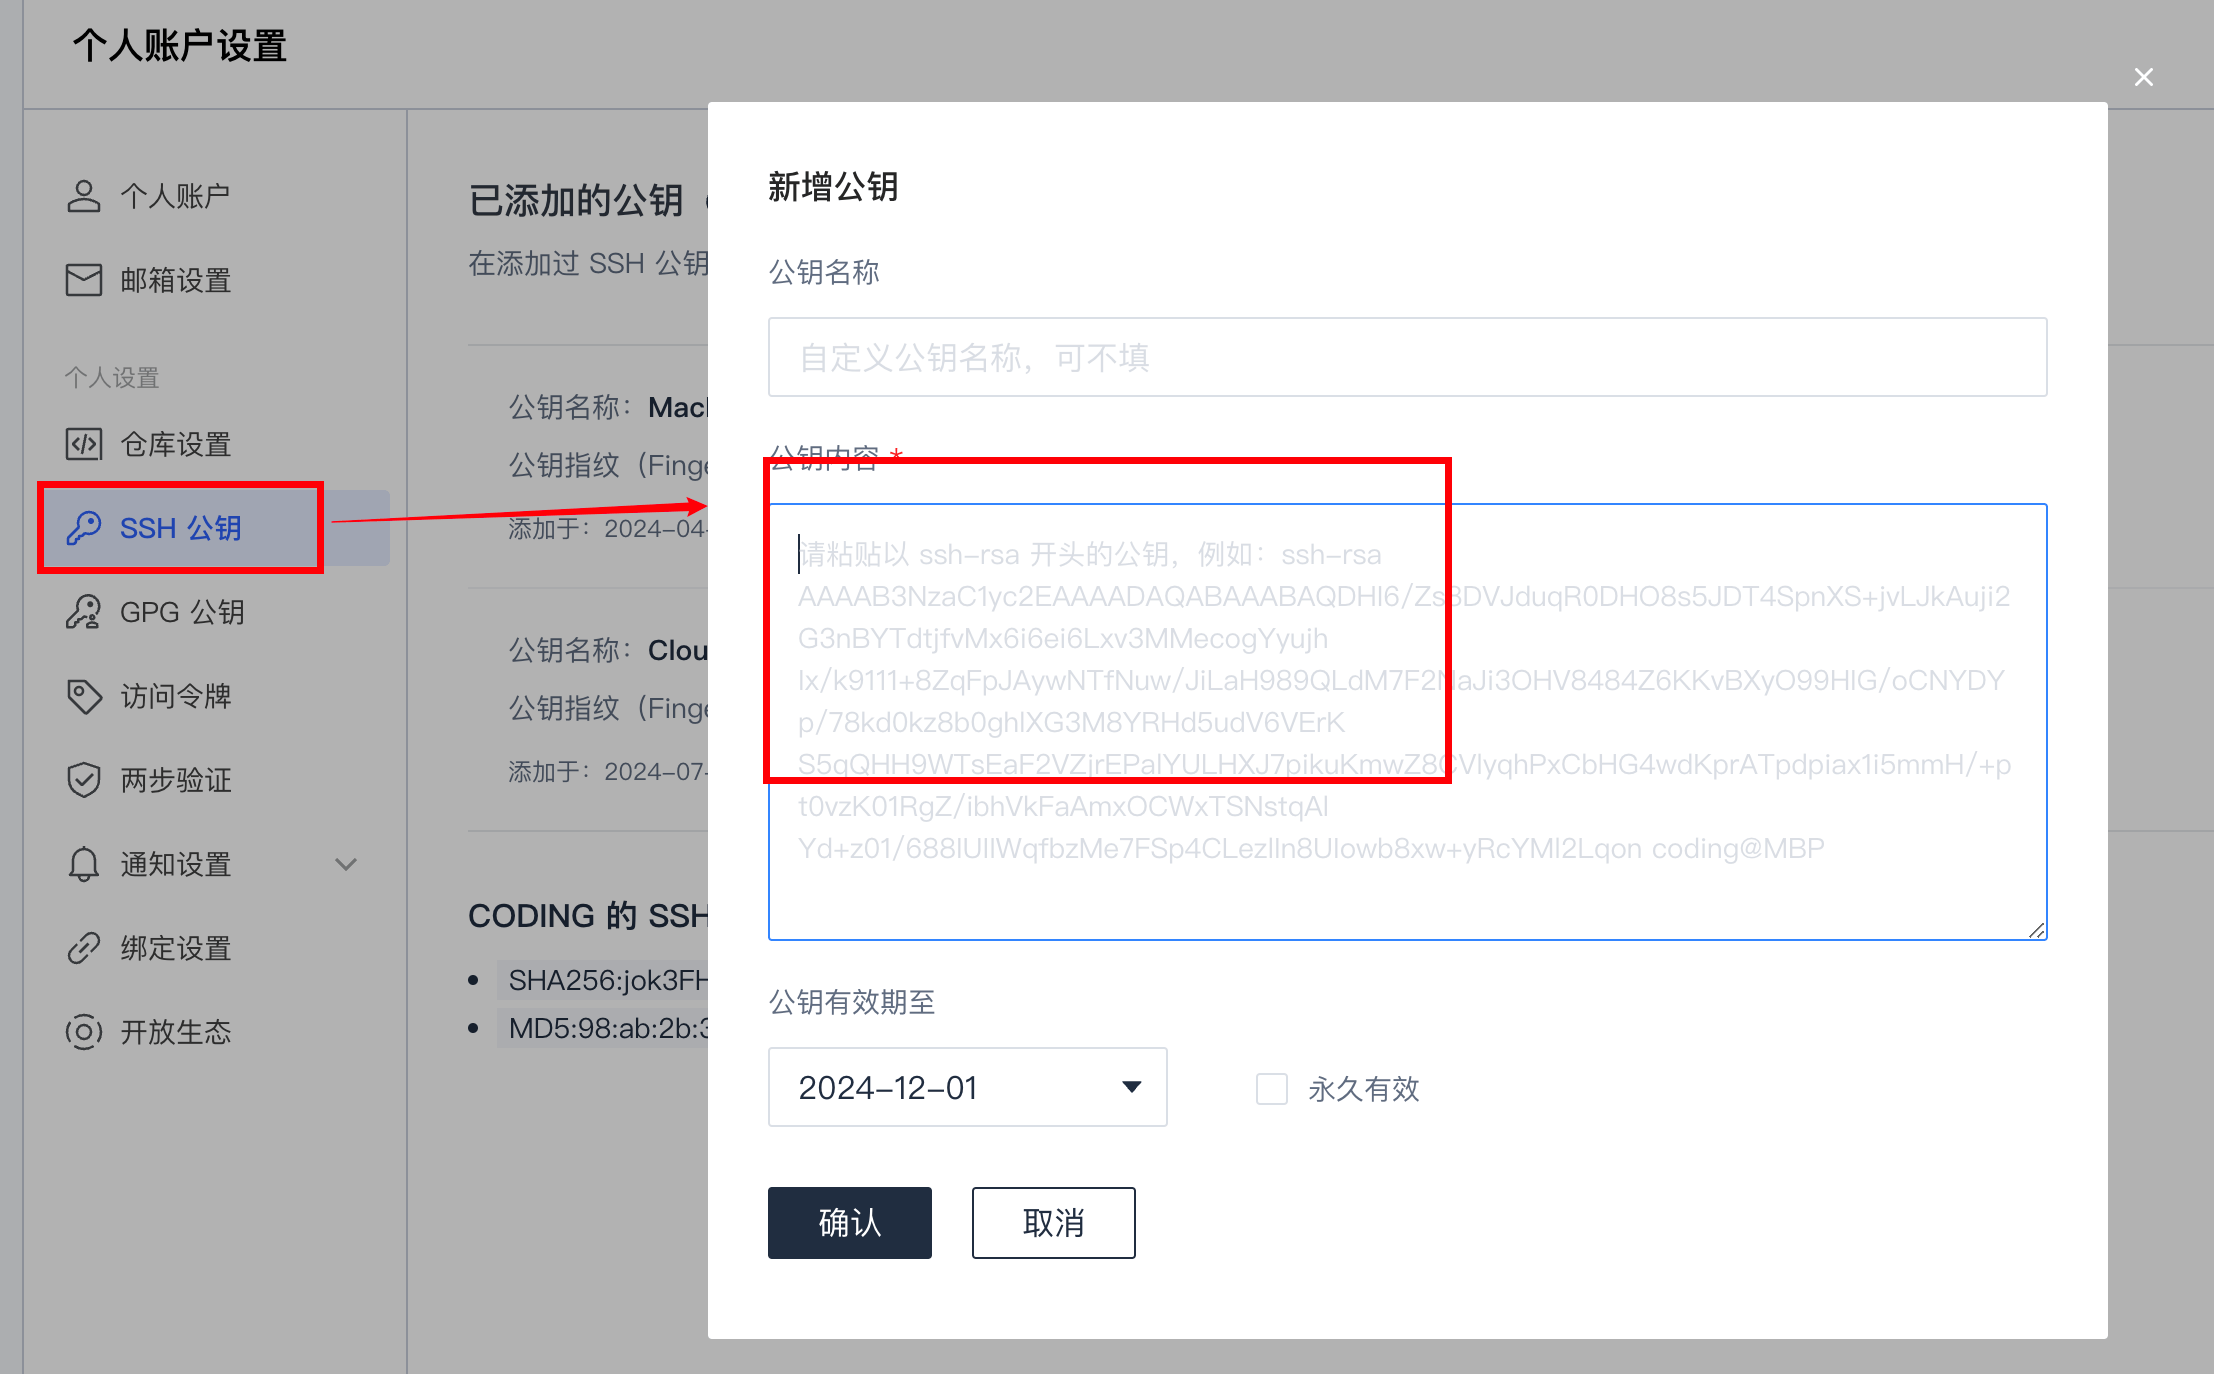 个人账户设置
个人账户
邮箱设置
个人设置
仓库设置
SSH 公钥
GPG 公钥
访问令牌
两步验证
通知设置
绑定设置
开放生态
已添加的公钥
在添加过 SSH 公钥
公钥名称：
公钥指纹（Finge
添加于：2024-04-
公钥名称：Clou
公钥指纹（Finge
添加于：2024-07-
CODING 的 SSH
SHA256:jok3FH
MD5:98:ab:2b:3
新增公钥
公钥名称
自定义公钥名称，可不填
公钥内容 *
请粘贴以 ssh-rsa 开头的公钥，例如：ssh-rsa
AAAAB3NzaC1yc2EAAAADAQABAAABAQDHI6/Zs8DVJduqR0DHO8s5JDT4SpnXS+jvLJkAuji2
G3nBYTdtjfvMx6i6ei6Lxv3MMecogYyujh
lx/k9111+8ZqFpJAywNTfNuw/JiLaH989QLdM7F2NaJi3OHV8484Z6KKvBXyO99HIG/oCNYDY
p/78kd0kz8b0ghIXG3M8YRHd5udV6VErK
S5qQHH9WTsEaF2VZjrEPalYULHXJ7pikuKmwZ8CVlyqhPxCbHG4wdKprATpdpiax1i5mmH/+p
t0vzK01RgZ/ibhVkFaAmxOCWxTSNstqAl
Yd+z01/688IUIIWqfbzMe7FSp4CLezIIn8UIowb8xw+yRcYMl2Lqon coding@MBP
公钥有效期至
2024-12-01
永久有效
确认
取消